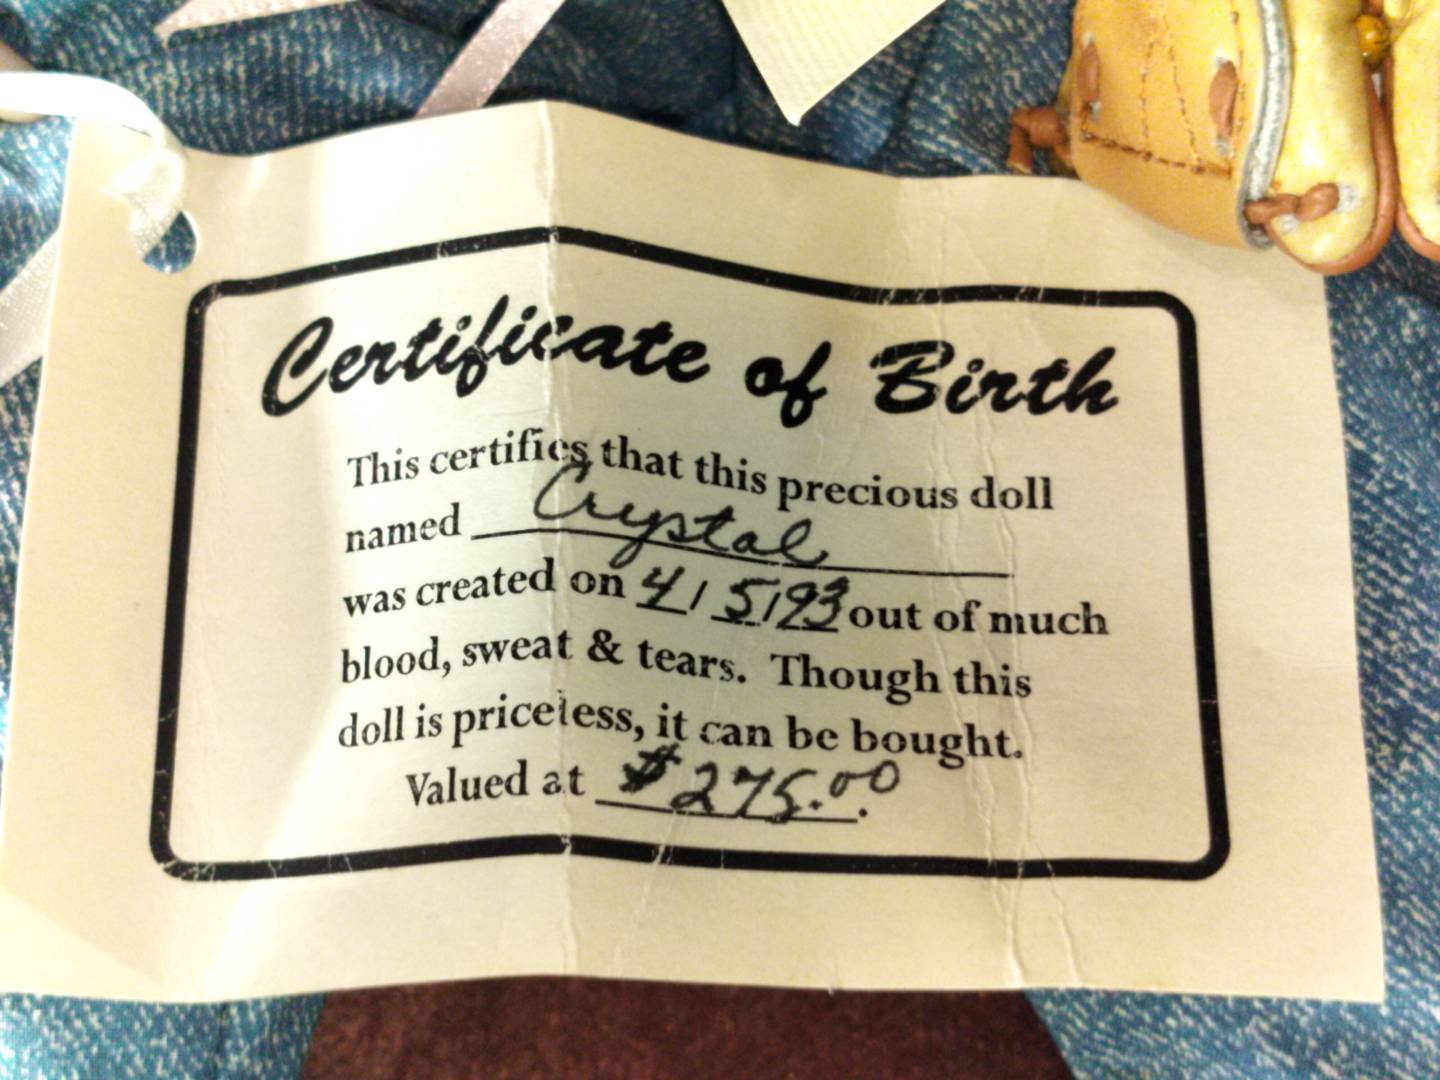 Certificate of Birth
This certifies that this precious doll
named Crystal
was created on 4/5/93 out of much
blood, sweat & tears. Though this
doll is priceless, it can be bought.
Valued at $275.00.